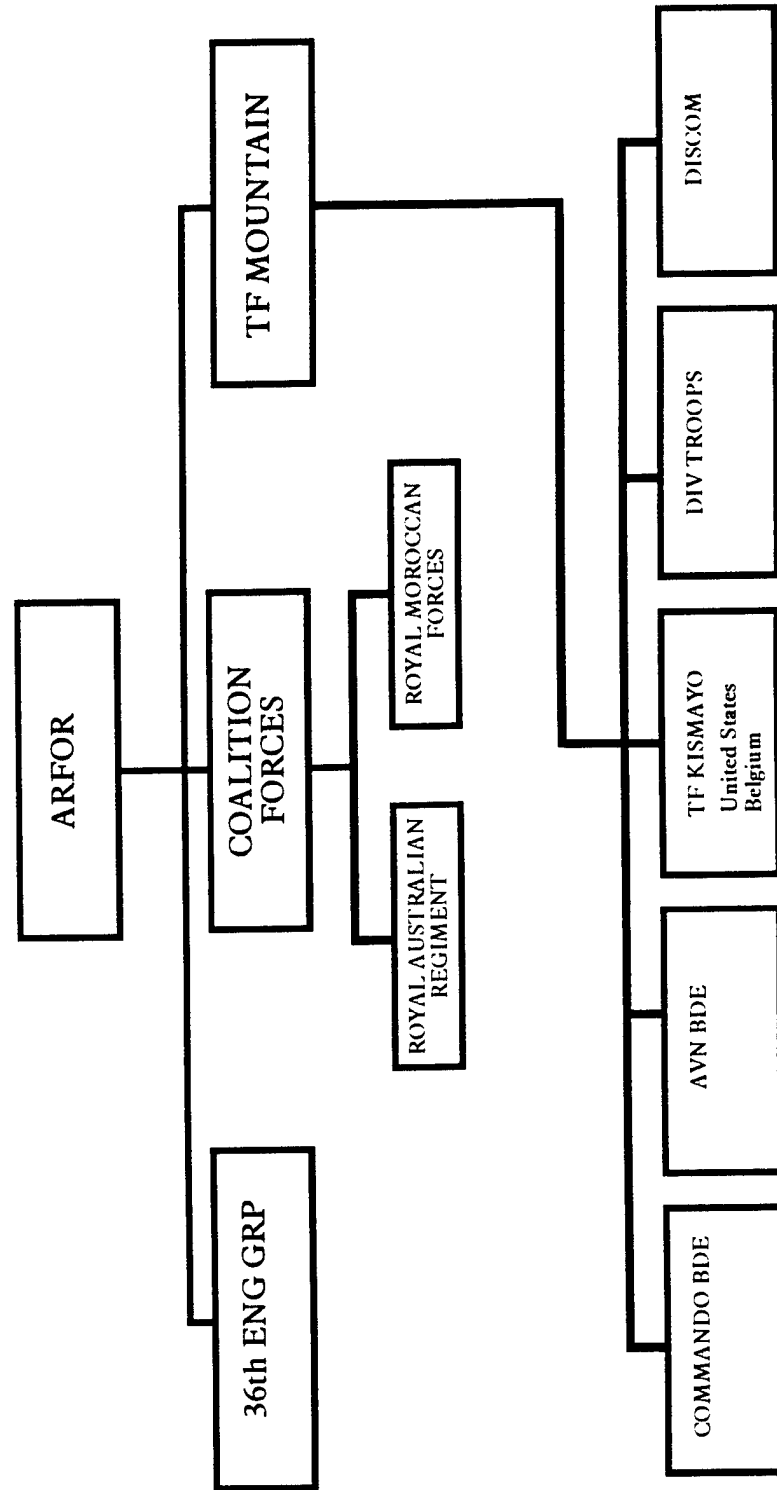 ARFOR
36th ENG GRP
COALITION
FORCES
TF MOUNTAIN
ROYAL AUSTRALIAN
REGIMENT
ROYAL MOROCCAN
FORCES
COMMANDO BDE
AVN BDE
TF KISMAYO
United States
Belgium
DIV TROOPS
DISCOM